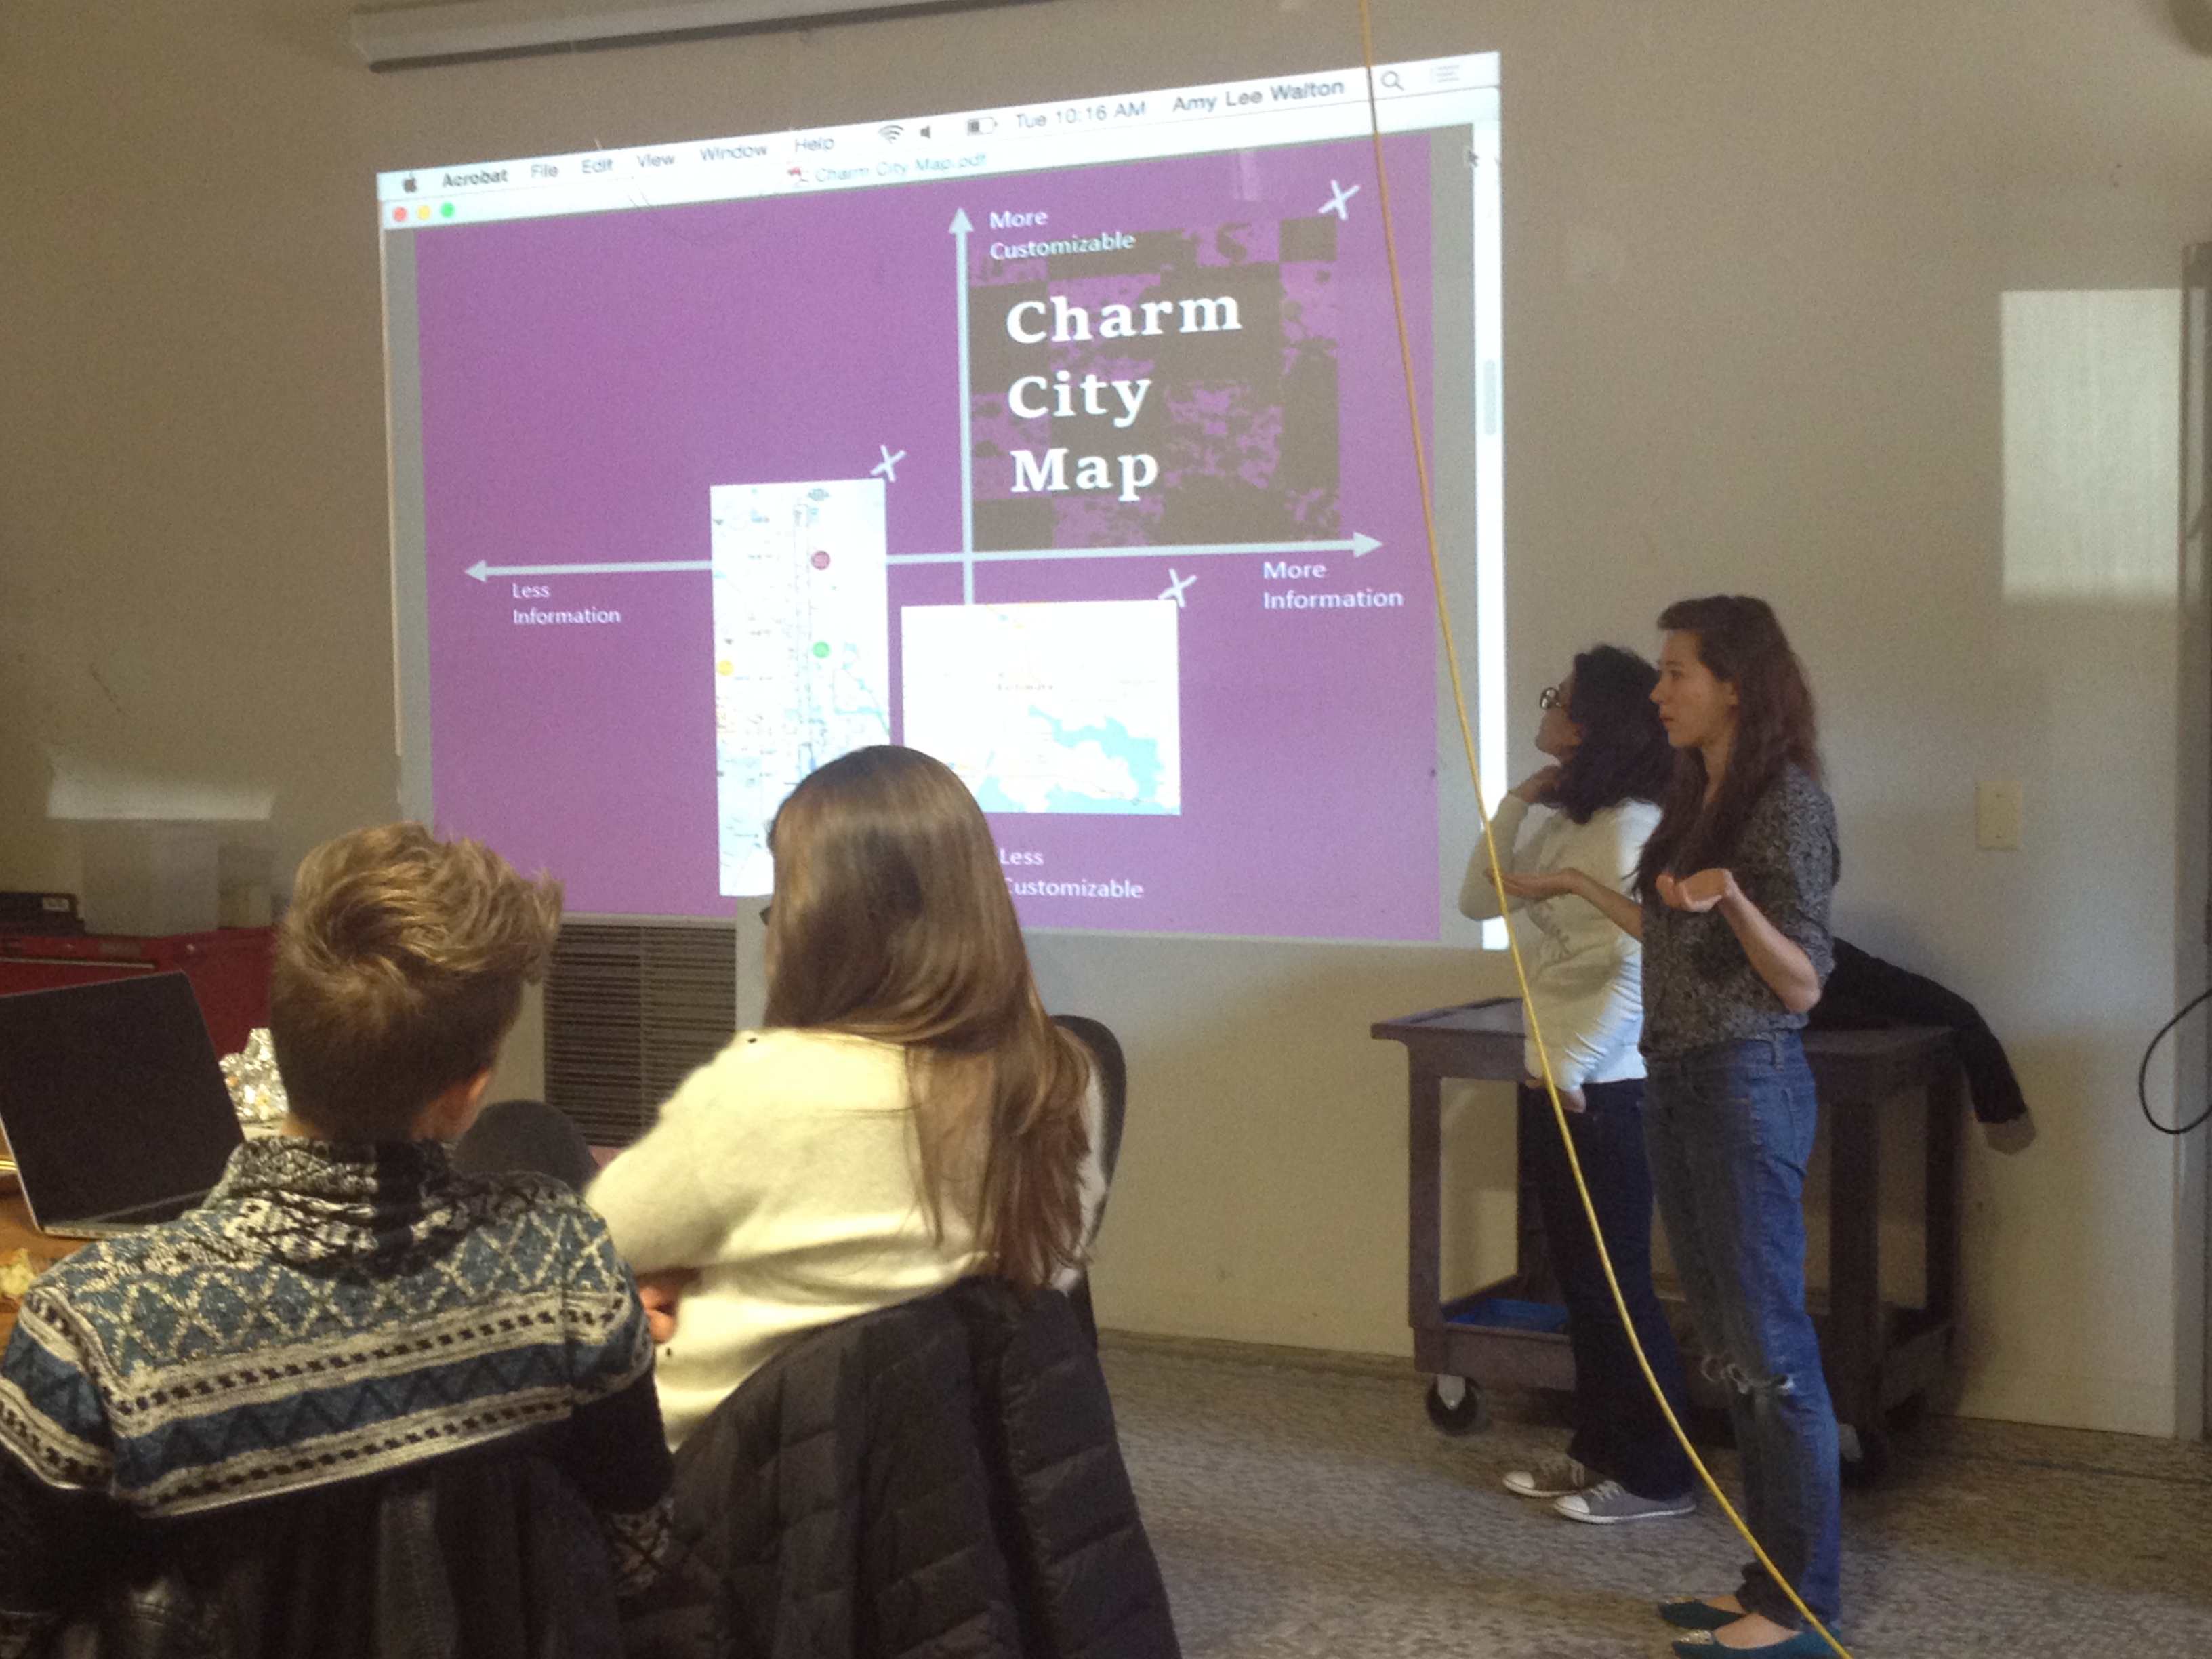 Acrobat File Edit View Window Help Tue 10:16 AM Amy Lee Walton
Charm City Map.pdf
More
Customizable
Charm
City
Map
Less
Information
More
Information
Less
Customizable